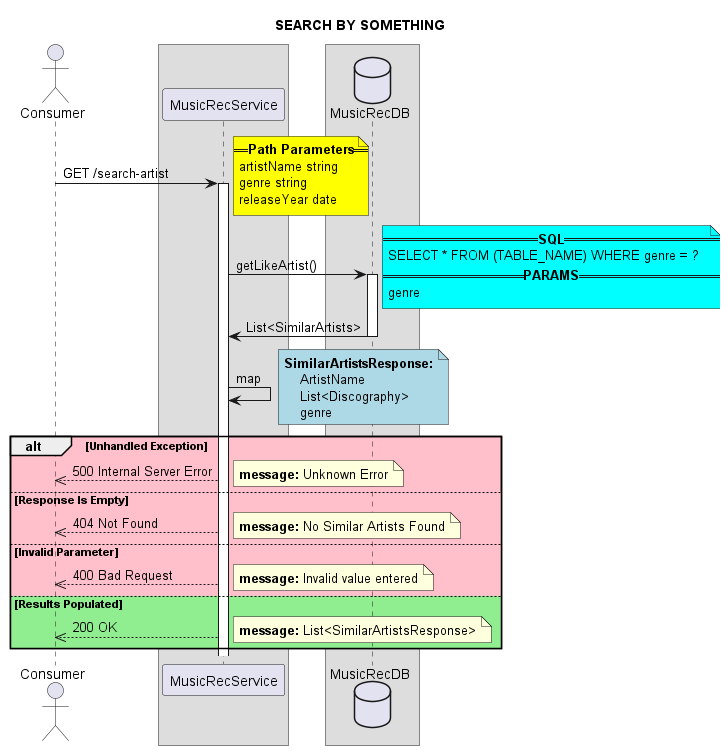 SEARCH BY SOMETHING
Consumer
MusicRecService
MusicRecDB
Path Parameters
artistName string
genre string
releaseYear date
GET /search-artist
SQL
SELECT * FROM (TABLE_NAME) WHERE genre = ?
PARAMS
genre
getLikeArtist()
List<SimilarArtists>
SimilarArtistsResponse:
ArtistName
List<Discography>
genre
map
alt [Unhandled Exception]
500 Internal Server Error
message: Unknown Error
[Response Is Empty]
404 Not Found
message: No Similar Artists Found
[Invalid Parameter]
400 Bad Request
message: Invalid value entered
[Results Populated]
200 OK
message: List<SimilarArtistsResponse>
Consumer
MusicRecService
MusicRecDB